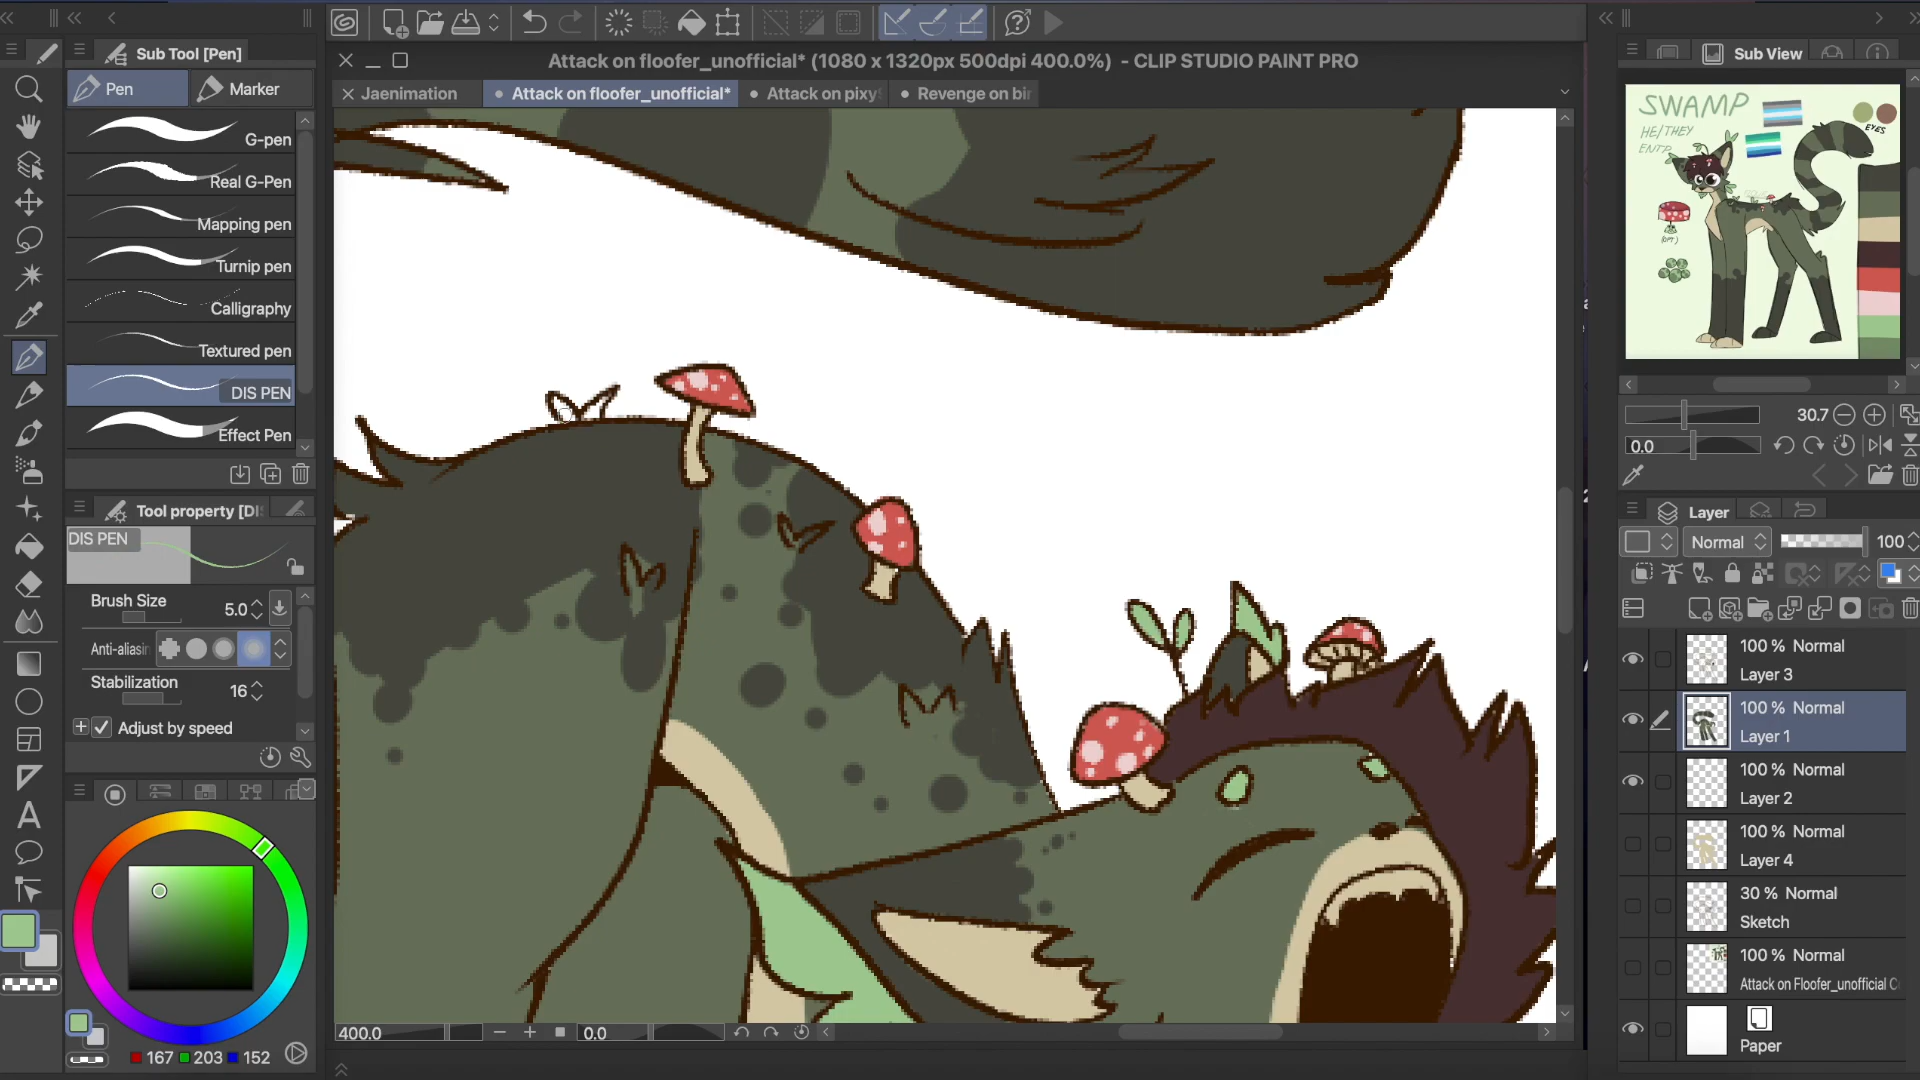 Sub Tool [Pen]
Pen
Marker
G-pen
Real G-Pen
Mapping pen
Turnip pen
Calligraphy
Textured pen
DIS PEN
Effect Pen
Tool property [DI
DIS PEN
Brush Size
5.0
Anti-aliasin
Stabilization
16
Adjust by speed
167
203
152
Attack on floofer_unofficial* (1080 x 1320px 500dpi 400.0%) - CLIP STUDIO PAINT PRO
Jaenimation
Attack on floofer_unofficial*
Attack on pixy
Revenge on bir
400.0
0.0
Sub View
SWAMP
HE/THEY
ENTP
EYES
(OPT.)
30.7
0.0
Layer
Normal
100
100 % Normal
Layer 3
100 % Normal
Layer 1
100 % Normal
Layer 2
100 % Normal
Layer 4
30 % Normal
Sketch
100 % Normal
Attack on Floofer_unofficial C
Paper